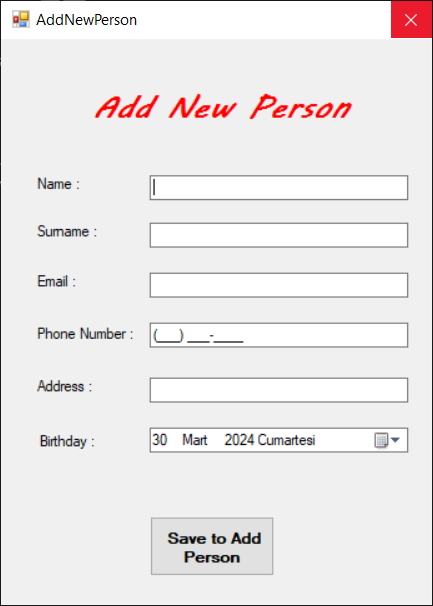 AddNewPerson
Add New Person
Name :
Surname :
Email :
Phone Number : (___) ___-____
Address :
Birthday : 30 Mart 2024 Cumartesi
Save to Add
Person